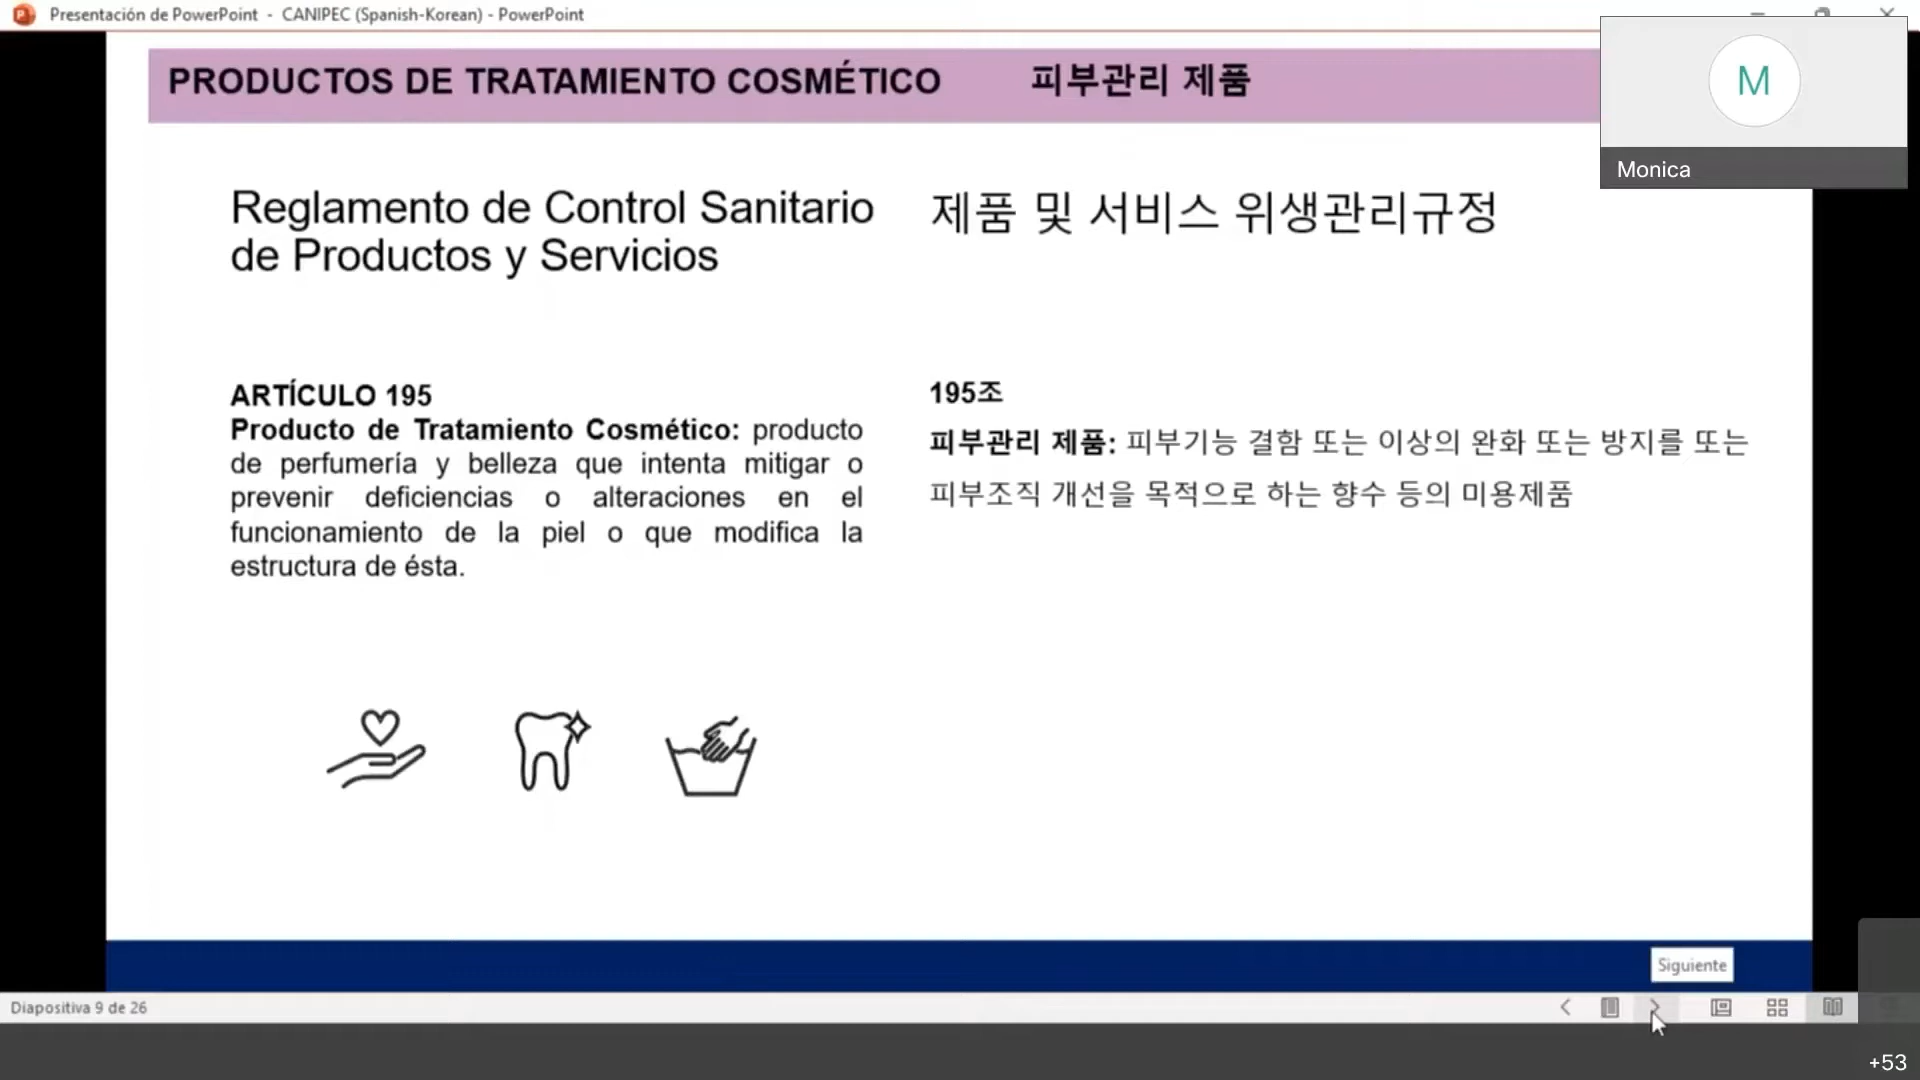 Presentación de PowerPoint - CANIPEC (Spanish-Korean) - PowerPoint
PRODUCTOS DE TRATAMIENTO COSMÉTICO 피부관리 제품
M
Monica
Reglamento de Control Sanitario
de Productos y Servicios
제품 및 서비스 위생관리규정
ARTÍCULO 195
Producto de Tratamiento Cosmético: producto
de perfumería y belleza que intenta mitigar o
prevenir deficiencias o alteraciones en el
funcionamiento de la piel o que modifica la
estructura de ésta.
195조
피부관리 제품: 피부기능 결함 또는 이상의 완화 또는 방지를 또는
피부조직 개선을 목적으로 하는 향수 등의 미용제품
Siguiente
Diapositiva 9 de 26
+53